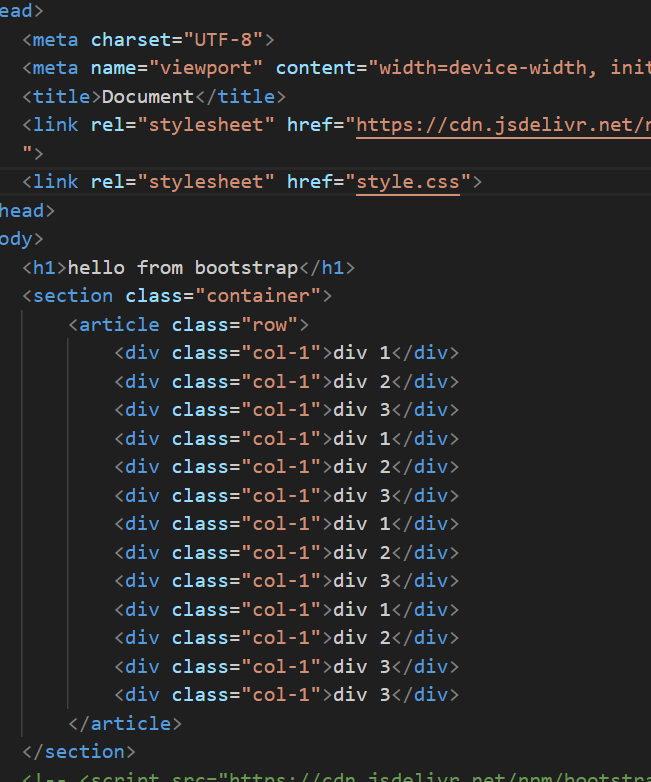 ead>
<meta charset="UTF-8">
<meta name="viewport" content="width=device-width, init
<title>Document</title>
<link rel="stylesheet" href="https://cdn.jsdelivr.net/n
">
<link rel="stylesheet" href="style.css">
head>
ody>
<h1>hello from bootstrap</h1>
<section class="container">
<article class="row">
<div class="col-1">div 1</div>
<div class="col-1">div 2</div>
<div class="col-1">div 3</div>
<div class="col-1">div 1</div>
<div class="col-1">div 2</div>
<div class="col-1">div 3</div>
<div class="col-1">div 1</div>
<div class="col-1">div 2</div>
<div class="col-1">div 3</div>
<div class="col-1">div 1</div>
<div class="col-1">div 2</div>
<div class="col-1">div 3</div>
<div class="col-1">div 3</div>
</article>
</section>
<!-- <script src="https://cdn.jsdelivr.net/npm/bootstra